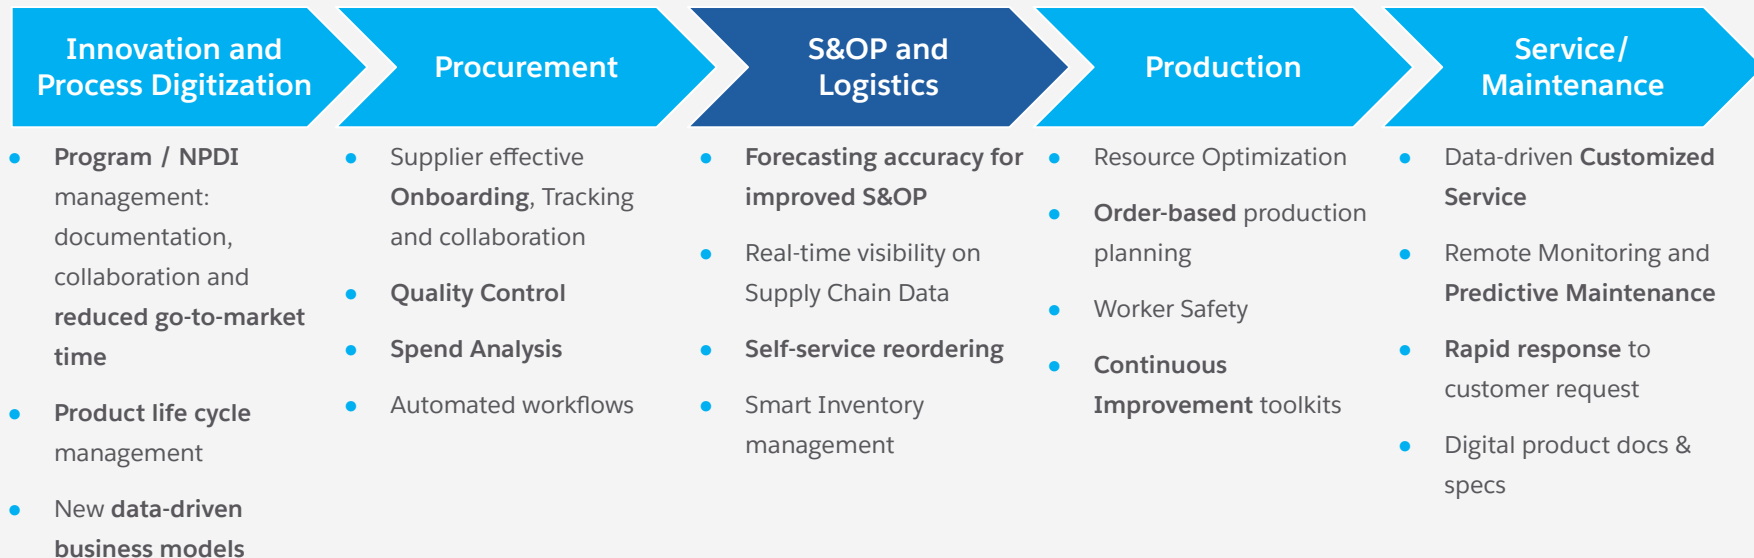 Innovation and
Process Digitization
Procurement
S&OP and
Logistics
Production
Service/
Maintenance
• Program / NPDI
management:
documentation,
collaboration and
reduced go-to-market
time
• Product life cycle
management
• New data-driven
business models
• Supplier effective
Onboarding, Tracking
and collaboration
• Quality Control
• Spend Analysis
• Automated workflows
• Forecasting accuracy for
improved S&OP
• Real-time visibility on
Supply Chain Data
• Self-service reordering
• Smart Inventory
management
• Resource Optimization
• Order-based production
planning
• Worker Safety
• Continuous
Improvement toolkits
• Data-driven Customized
Service
• Remote Monitoring and
Predictive Maintenance
• Rapid response to
customer request
• Digital product docs &
specs